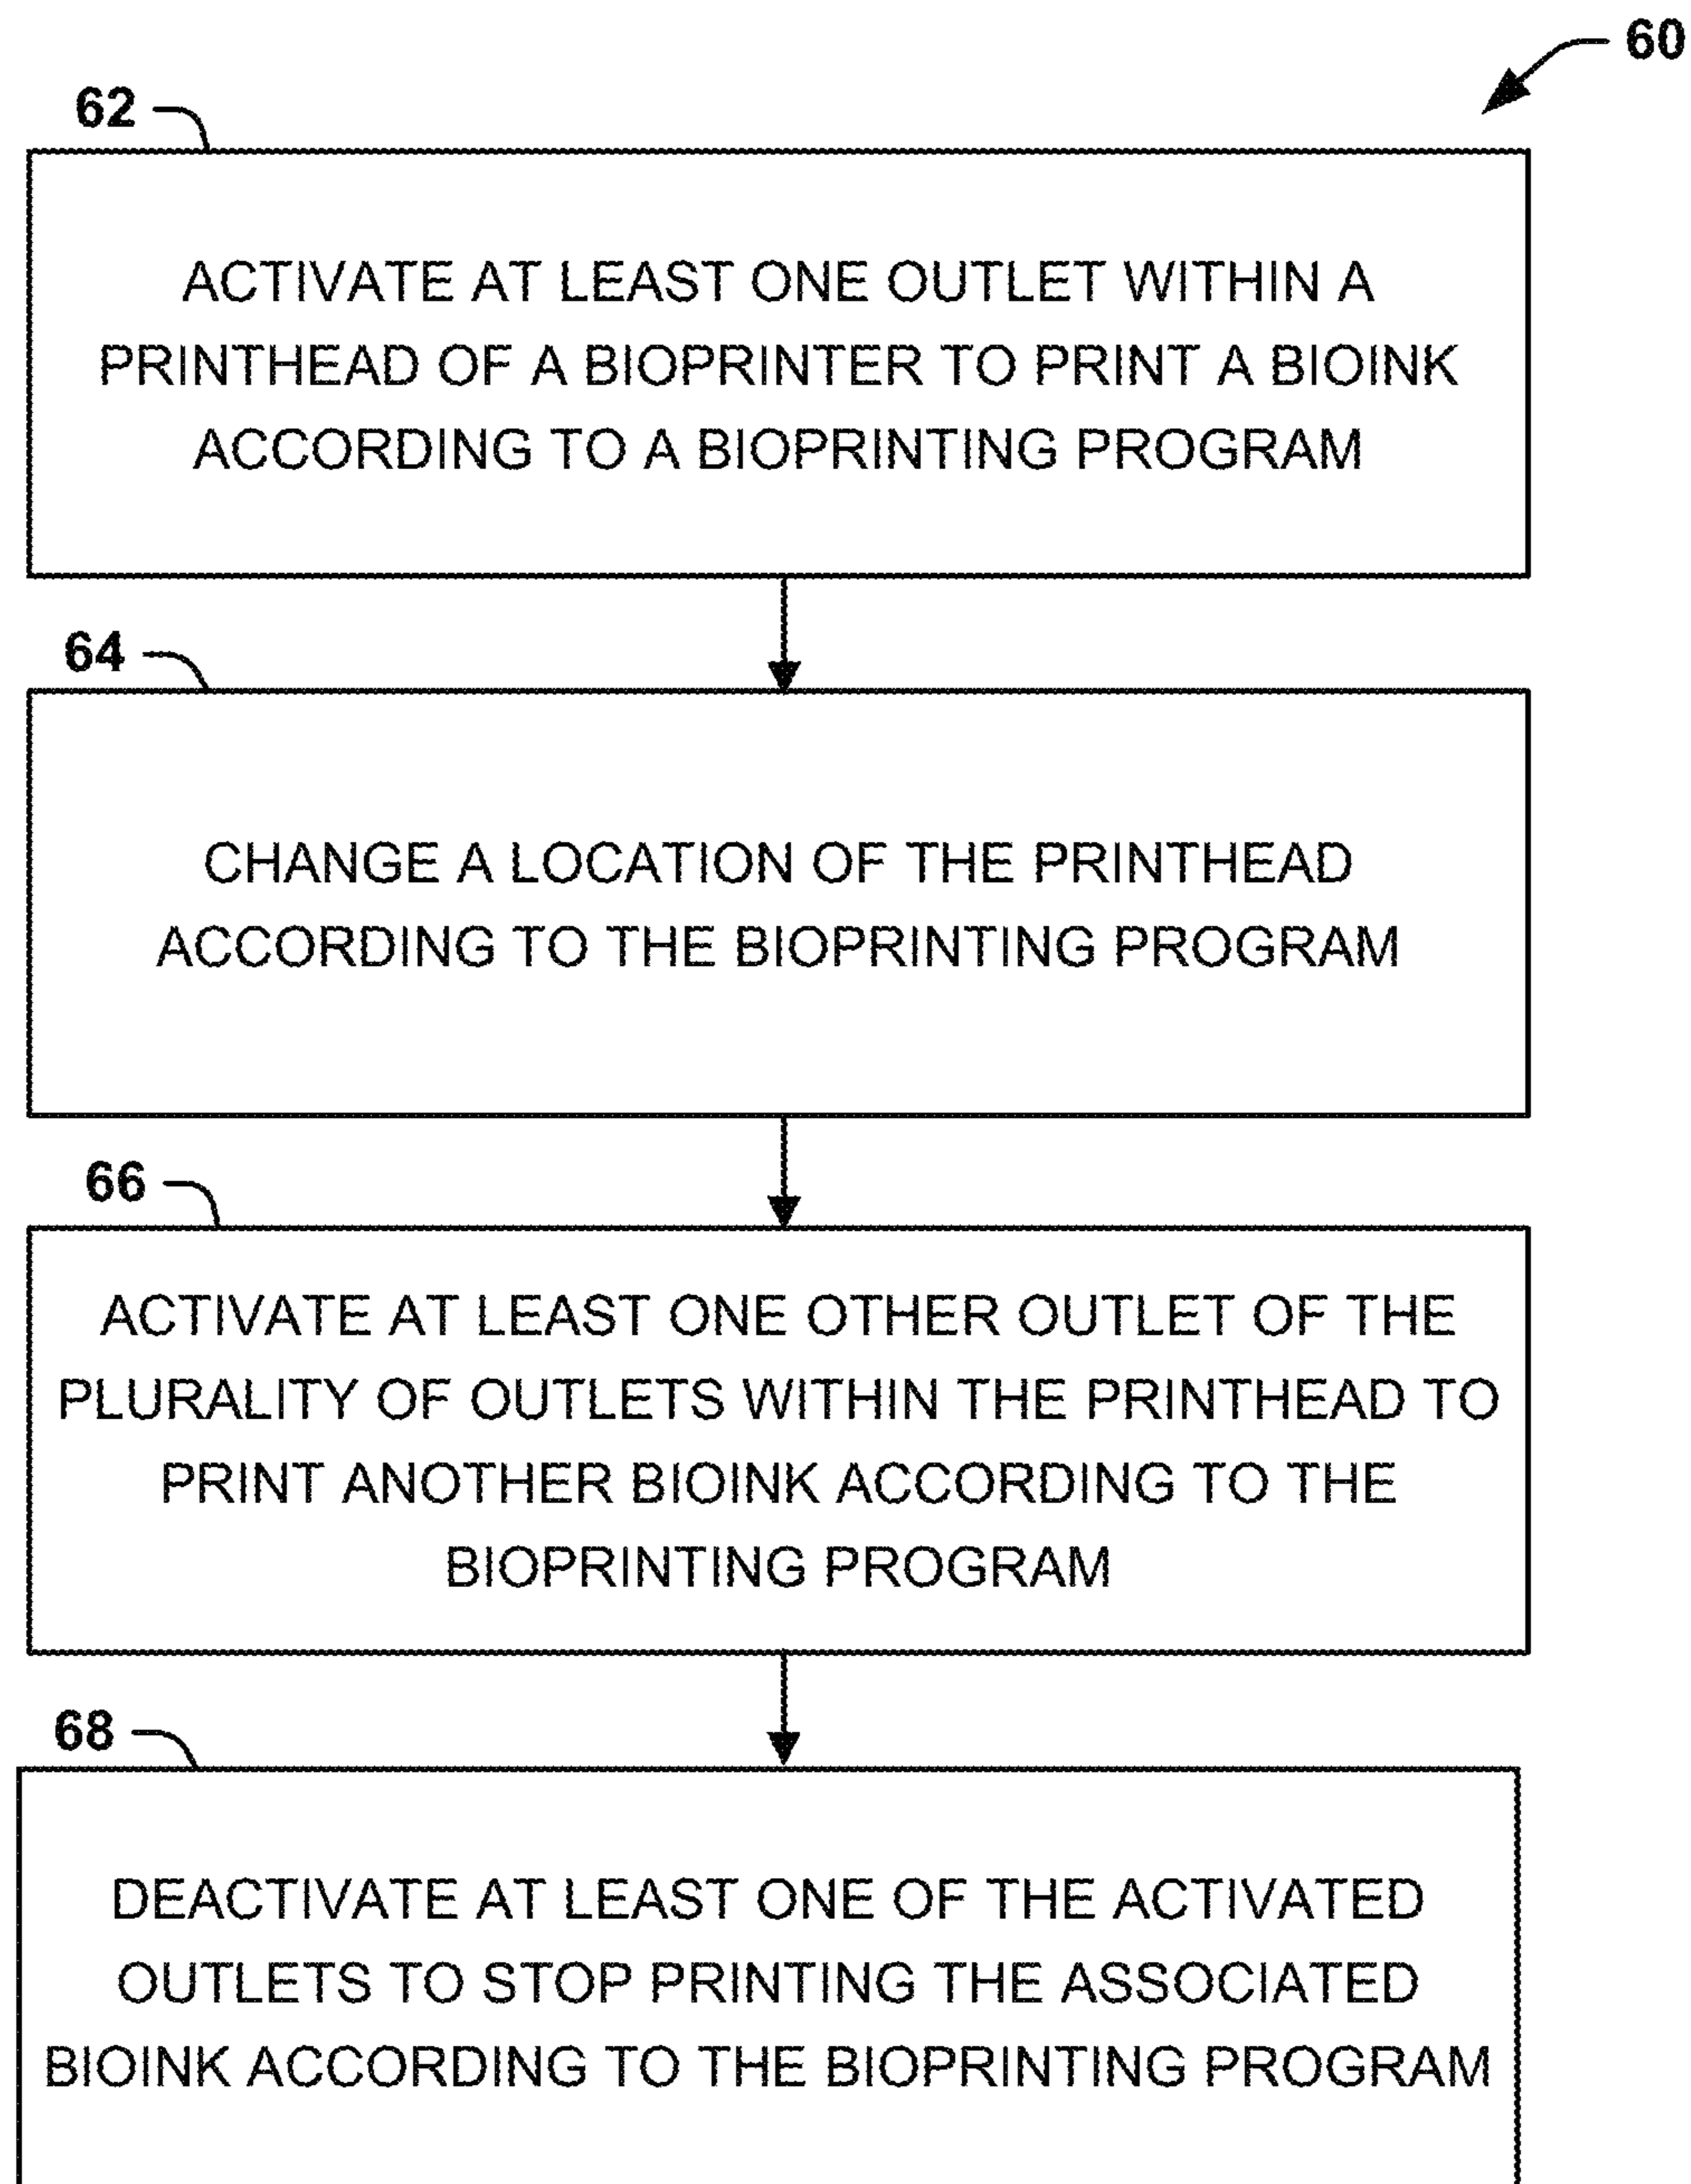 60
62
ACTIVATE AT LEAST ONE OUTLET WITHIN A
PRINTHEAD OF A BIOPRINTER TO PRINT A BIOINK
ACCORDING TO A BIOPRINTING PROGRAM
64
CHANGE A LOCATION OF THE PRINTHEAD
ACCORDING TO THE BIOPRINTING PROGRAM
66
ACTIVATE AT LEAST ONE OTHER OUTLET OF THE
PLURALITY OF OUTLETS WITHIN THE PRINTHEAD TO
PRINT ANOTHER BIOINK ACCORDING TO THE
BIOPRINTING PROGRAM
68
DEACTIVATE AT LEAST ONE OF THE ACTIVATED
OUTLETS TO STOP PRINTING THE ASSOCIATED
BIOINK ACCORDING TO THE BIOPRINTING PROGRAM